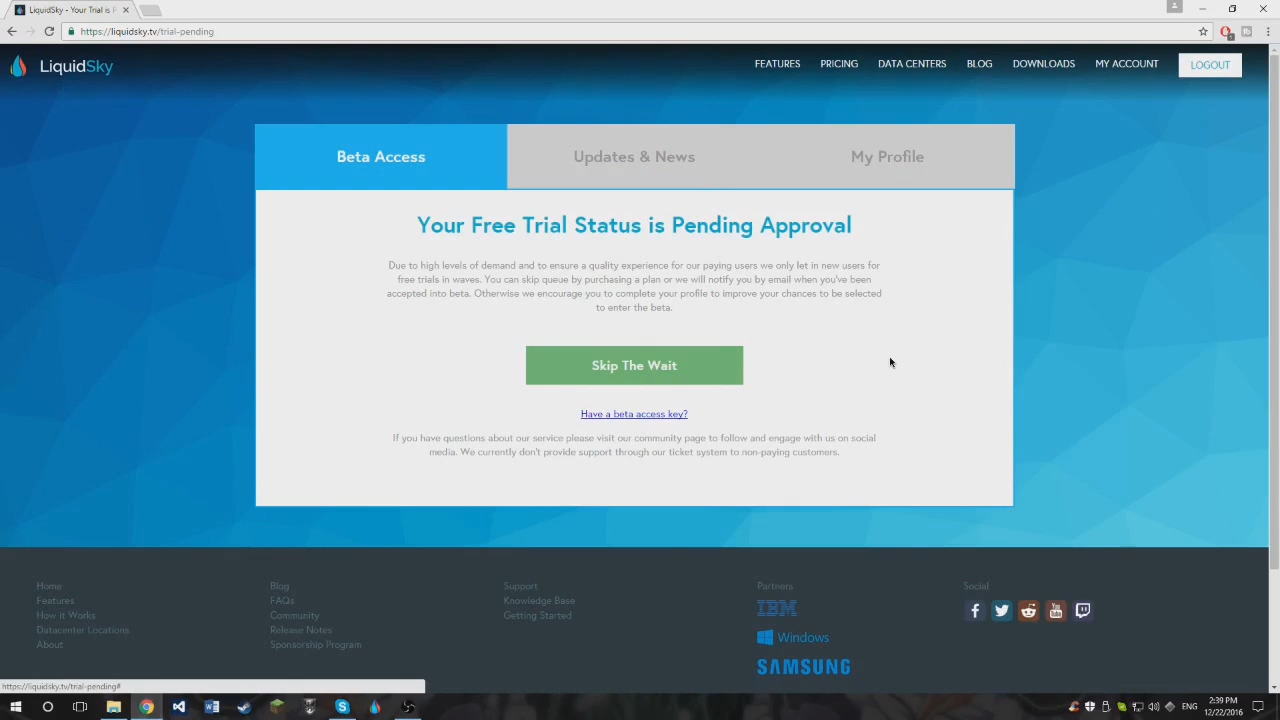 LiquidSky - Your Trial is P
https://liquidsky.tv/trial-pending
LiquidSky
FEATURES PRICING DATA CENTERS BLOG DOWNLOADS MY ACCOUNT LOGOUT
Beta Access Updates & News My Profile
Your Free Trial Status is Pending Approval
Due to high levels of demand and to ensure a quality experience for our paying users we only let in new users for
free trials in waves. You can skip queue by purchasing a plan or we will notify you by email when you've been
accepted into beta. Otherwise we encourage you to complete your profile to improve your chances to be selected
to enter the beta.
Skip The Wait
Have a beta access key?
If you have questions about our service please visit our community page to follow and engage with us on social
media. We currently don't provide support through our ticket system to non-paying customers.
Home Blog Support Partners Social
Features FAQs Knowledge Base IBM
How it Works Community Getting Started
Datacenter Locations Release Notes Windows
About Sponsorship Program
SAMSUNG
https://liquidsky.tv/trial-pending#
2:39 PM
12/22/2016